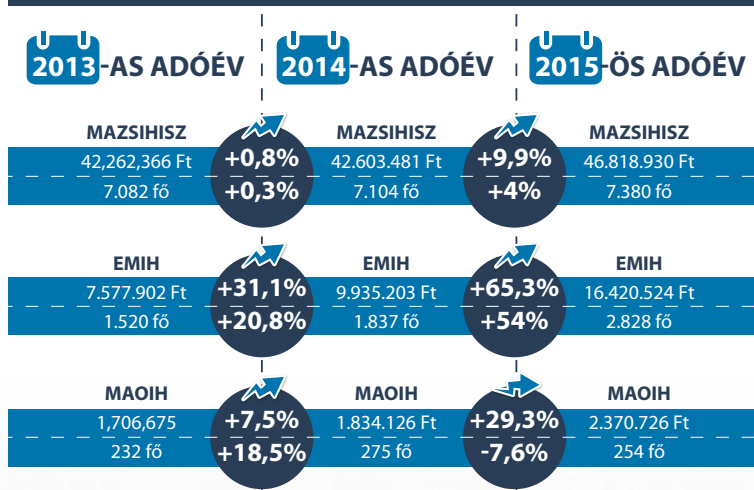 2013-AS ADÓÉV
2014-AS ADÓÉV
2015-ÖS ADÓÉV
MAZSIHISZ
MAZSIHISZ
MAZSIHISZ
42,262,366 Ft
+0,8%
42.603.481 Ft
+9,9%
46.818.930 Ft
7.082 fő
+0,3%
7.104 fő
+4%
7.380 fő
EMIH
EMIH
EMIH
7.577.902 Ft
+31,1%
9.935.203 Ft
+65,3%
16.420.524 Ft
1.520 fő
+20,8%
1.837 fő
+54%
2.828 fő
MAOIH
MAOIH
MAOIH
1,706,675
+7,5%
1.834.126 Ft
+29,3%
2.370.726 Ft
232 fő
+18,5%
275 fő
-7,6%
254 fő